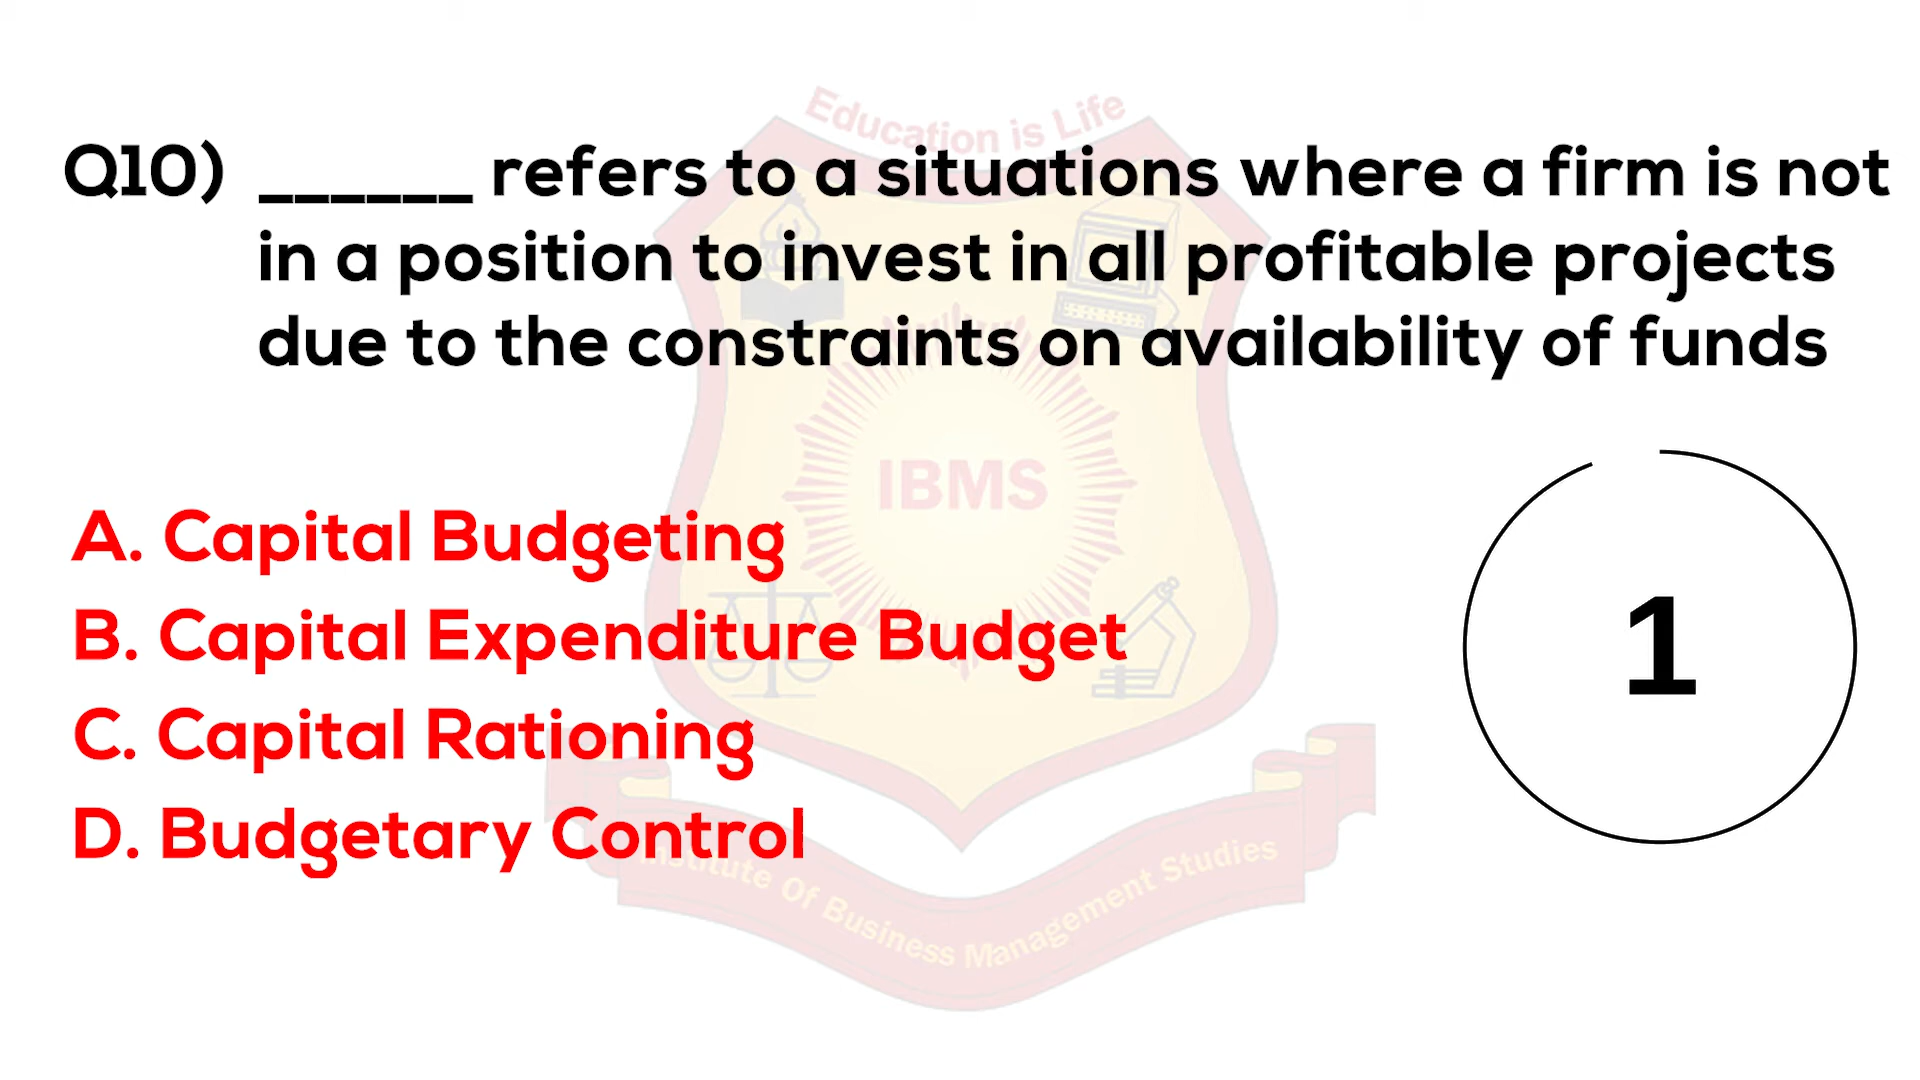 Education is Life
Q10) ______ refers to a situations where a firm is not
in a position to invest in all profitable projects
due to the constraints on availability of funds
IBMS
A. Capital Budgeting
B. Capital Expenditure Budget
C. Capital Rationing
D. Budgetary Control
1
Institute Of Business Management Studies